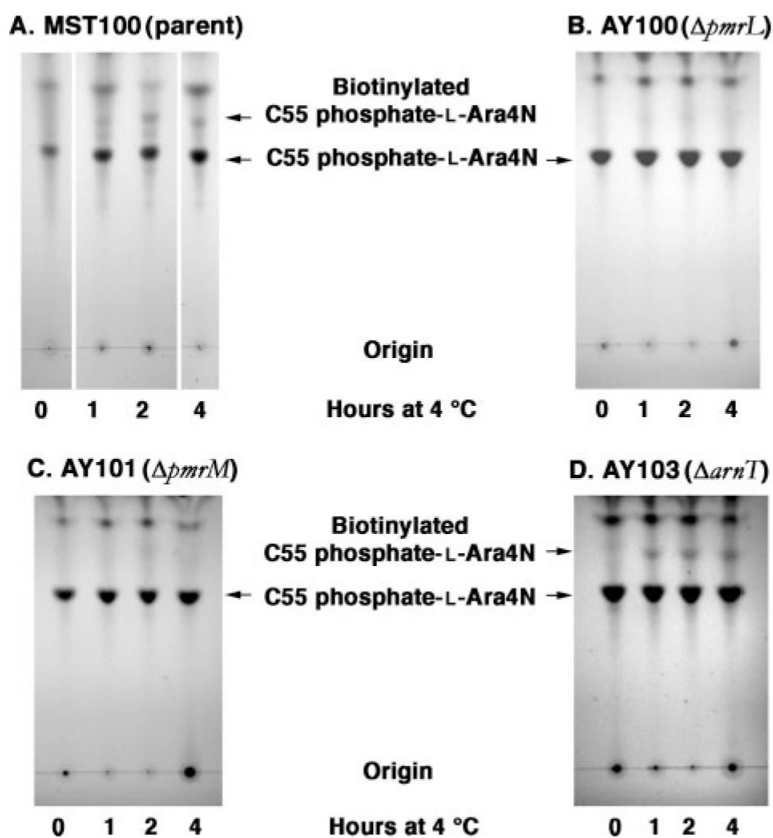 A. MST100 (parent)
B. AY100 (ΔpmrL)
Biotinylated
C55 phosphate-L-Ara4N
C55 phosphate-L-Ara4N
Origin
0 1 2 4
Hours at 4 °C
0 1 2 4
C. AY101 (ΔpmrM)
D. AY103 (ΔarnT)
Biotinylated
C55 phosphate-L-Ara4N
C55 phosphate-L-Ara4N
Origin
0 1 2 4
Hours at 4 °C
0 1 2 4